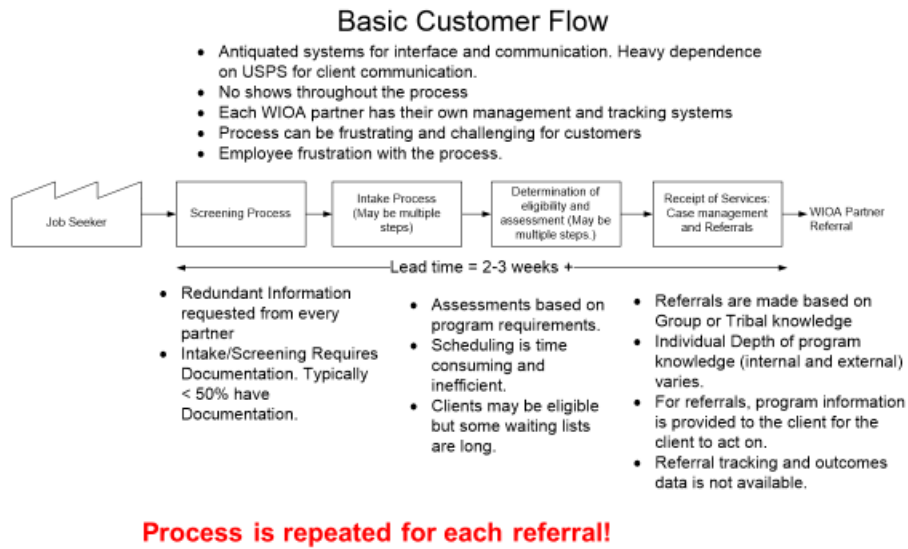 Basic Customer Flow
• Antiquated systems for interface and communication. Heavy dependence
on USPS for client communication.
• No shows throughout the process
• Each WIOA partner has their own management and tracking systems
• Process can be frustrating and challenging for customers
• Employee frustration with the process.
Job Seeker
Screening Process
Intake Process
(May be multiple
steps)
Determination of
eligibility and
assessment (May be
multiple steps.)
Receipt of Services:
Case management
and Referrals
WIOA Partner
Referral
Lead time = 2-3 weeks +
• Redundant Information
requested from every
partner
• Intake/Screening Requires
Documentation. Typically
< 50% have
Documentation.
• Assessments based on
program requirements.
• Scheduling is time
consuming and
inefficient.
• Clients may be eligible
but some waiting lists
are long.
• Referrals are made based on
Group or Tribal knowledge
• Individual Depth of program
knowledge (internal and external)
varies.
• For referrals, program information
is provided to the client for the
client to act on.
• Referral tracking and outcomes
data is not available.
Process is repeated for each referral!